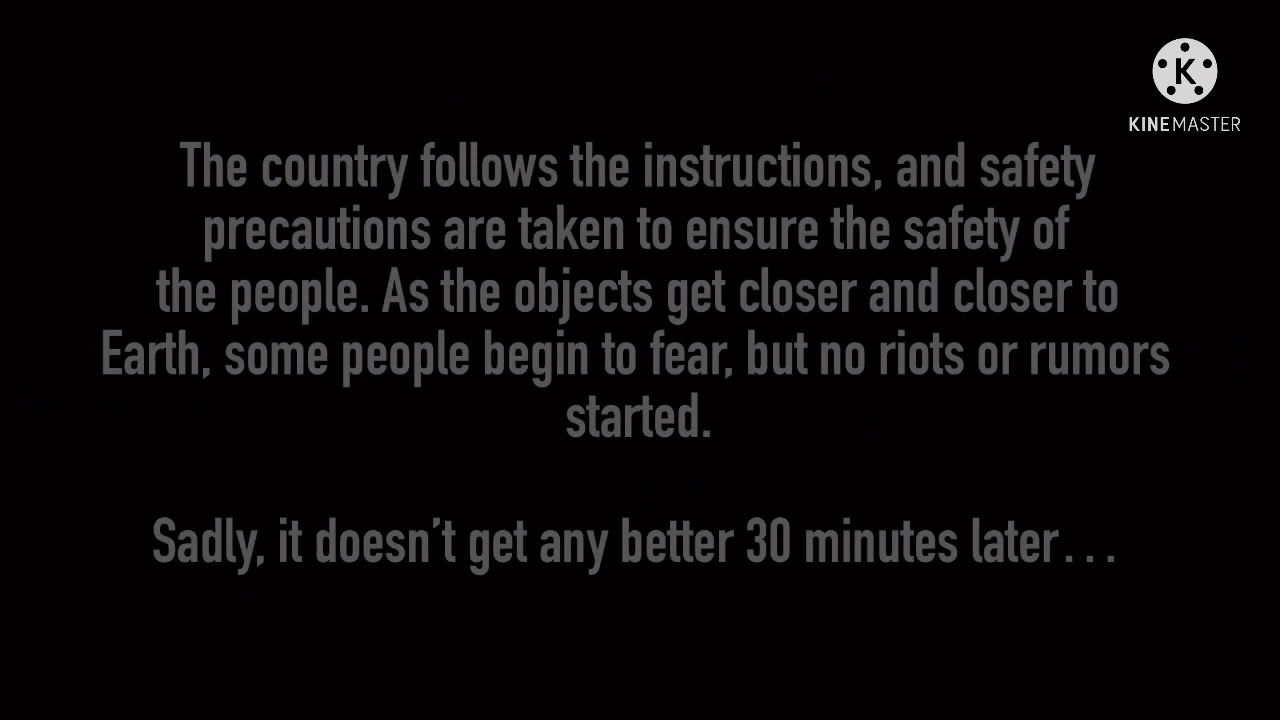 K
KINEMASTER
The country follows the instructions, and safety
precautions are taken to ensure the safety of
the people. As the objects get closer and closer to
Earth, some people begin to fear, but no riots or rumors
started.
Sadly, it doesn’t get any better 30 minutes later...